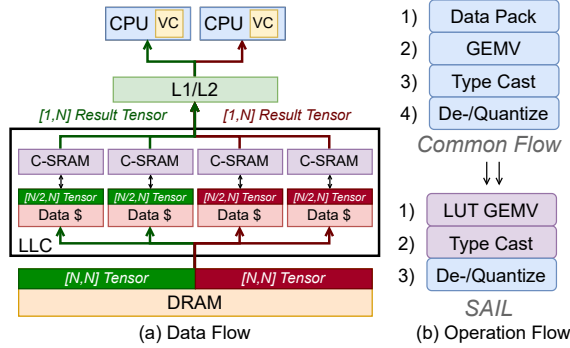 CPU VC CPU VC
L1/L2
[1,N] Result Tensor [1,N] Result Tensor
C-SRAM C-SRAM C-SRAM C-SRAM
[N/2,N] Tensor [N/2,N] Tensor [N/2,N] Tensor [N/2,N] Tensor
Data $ Data $ Data $ Data $
LLC
[N,N] Tensor [N,N] Tensor
DRAM
(a) Data Flow
1) Data Pack
2) GEMV
3) Type Cast
4) De-/Quantize
Common Flow
1) LUT GEMV
2) Type Cast
3) De-/Quantize
SAIL
(b) Operation Flow